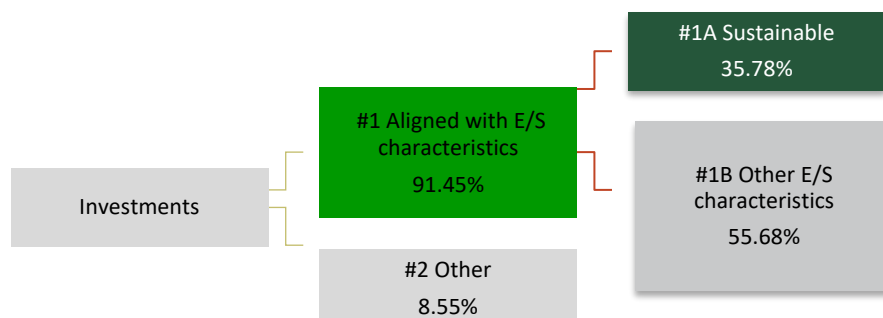 Investments
#1 Aligned with E/S
characteristics
91.45%
#2 Other
8.55%
#1A Sustainable
35.78%
#1B Other E/S
characteristics
55.68%